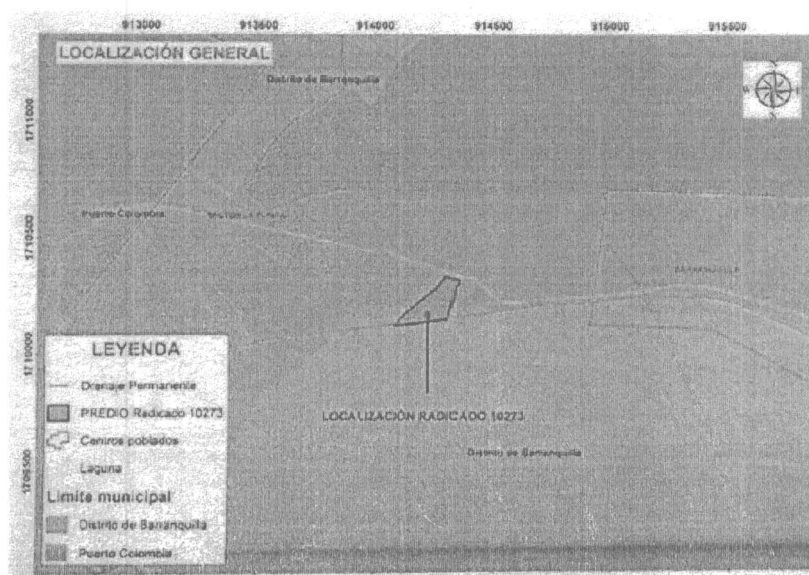 913000 913500 914000 914500 915000 915500
LOCALIZACIÓN GENERAL
Distrito de Barranquilla
N
W E
S
1711000
Puerto Colombia
1710500
BARRANQUILLA
1710000
LEYENDA
Drenaje Permanente
PREDIO Radicado 10273
LOCALIZACIÓN RADICADO 10273
Centros poblados
Distrito de Barranquilla
1709500
Laguna
Limite municipal
Distrito de Barranquilla
Puerto Colombia